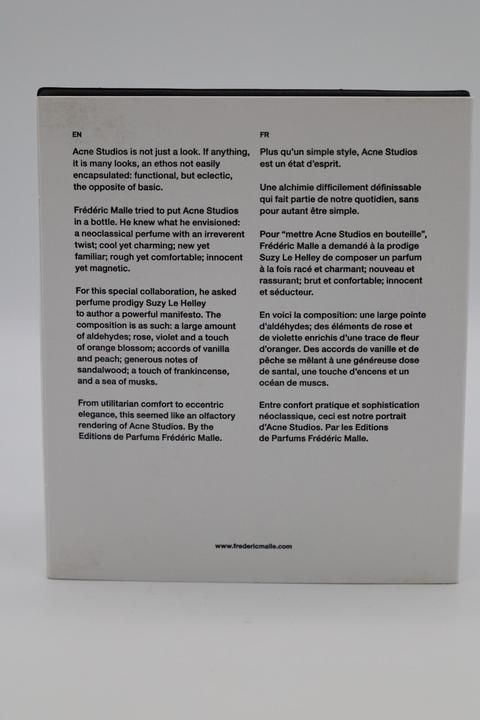 EN
Acne Studios is not just a look. If anything,
it is many looks, an ethos not easily
encapsulated: functional, but eclectic,
the opposite of basic.
Frédéric Malle tried to put Acne Studios
in a bottle. He knew what he envisioned:
a neoclassical perfume with an irreverent
twist; cool yet charming; new yet
familiar; rough yet comfortable; innocent
yet magnetic.
For this special collaboration, he asked
perfume prodigy Suzy Le Helley
to author a powerful manifesto. The
composition is as such: a large amount
of aldehydes; rose, violet and a touch
of orange blossom; accords of vanilla
and peach; generous notes of
sandalwood; a touch of frankincense,
and a sea of musks.
From utilitarian comfort to eccentric
elegance, this seemed like an olfactory
rendering of Acne Studios. By the
Editions de Parfums Frédéric Malle.
FR
Plus qu'un simple style, Acne Studios
est un état d'esprit.
Une alchimie difficilement définissable
qui fait partie de notre quotidien, sans
pour autant être simple.
Pour “mettre Acne Studios en bouteille”,
Frédéric Malle a demandé à la prodige
Suzy Le Helley de composer un parfum
à la fois racé et charmant; nouveau et
rassurant; brut et confortable; innocent
et séducteur.
En voici la composition: une large pointe
d'aldéhydes; des éléments de rose et
de violette enrichis d'une trace de fleur
d'oranger. Des accords de vanille et de
pêche se mêlant à une généreuse dose
de santal, une touche d'encens et un
océan de muscs.
Entre confort pratique et sophistication
néoclassique, ceci est notre portrait
d'Acne Studios. Par les Editions
de Parfums Frédéric Malle.
www.fredericmalle.com